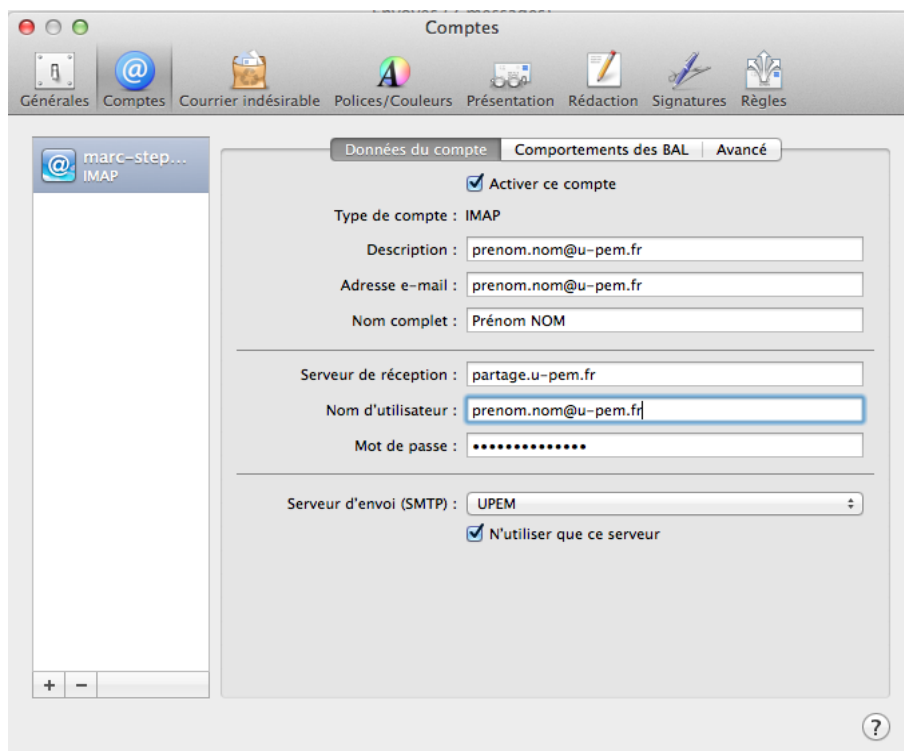 Comptes
Générales Comptes Courrier indésirable Polices/Couleurs Présentation Rédaction Signatures Règles
marc-step...
IMAP
Données du compte Comportements des BAL Avancé
Activer ce compte
Type de compte : IMAP
Description : prenom.nom@u-pem.fr
Adresse e-mail : prenom.nom@u-pem.fr
Nom complet : Prénom NOM
Serveur de réception : partage.u-pem.fr
Nom d'utilisateur : prenom.nom@u-pem.fr
Mot de passe : ••••••••••••••
Serveur d'envoi (SMTP) : UPEM
N'utiliser que ce serveur
+ −
?